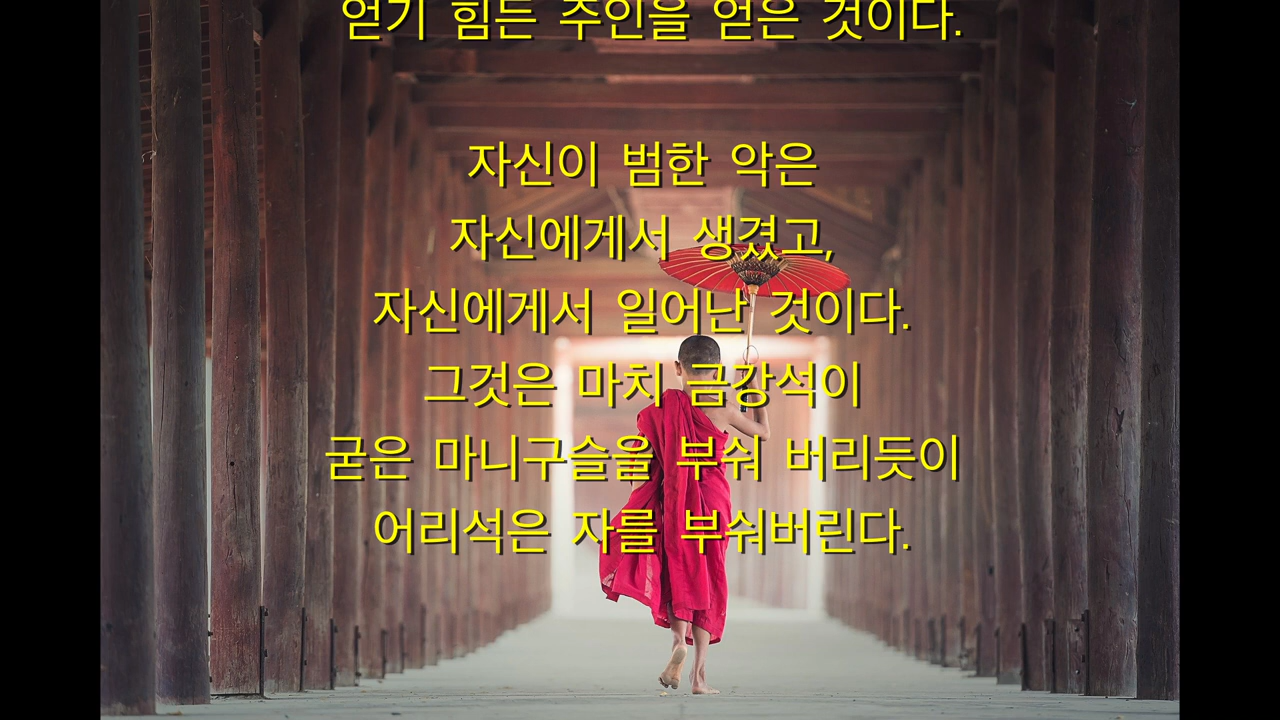 얻기 힘든 주인을 얻은 것이다.
자신이 범한 악은
자신에게서 생겼고,
자신에게서 일어난 것이다.
그것은 마치 금강석이
굳은 마니구슬을 부숴 버리듯이
어리석은 자를 부숴버린다.